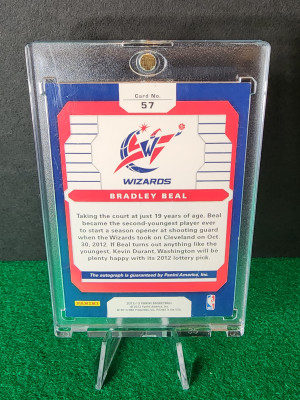 Card No.
57
WIZARDS
BRADLEY BEAL
Taking the court at just 19 years of age, Beal
became the second-youngest player ever
to start a season opener at shooting guard
when the Wizards took on Cleveland on Oct
30, 2012. If Beal turns out anything like the
youngest, Kevin Durant, Washington will be
plenty happy with its 2012 lottery pick
The autograph is guaranteed by Panini America, Inc.
PANINI
NBA